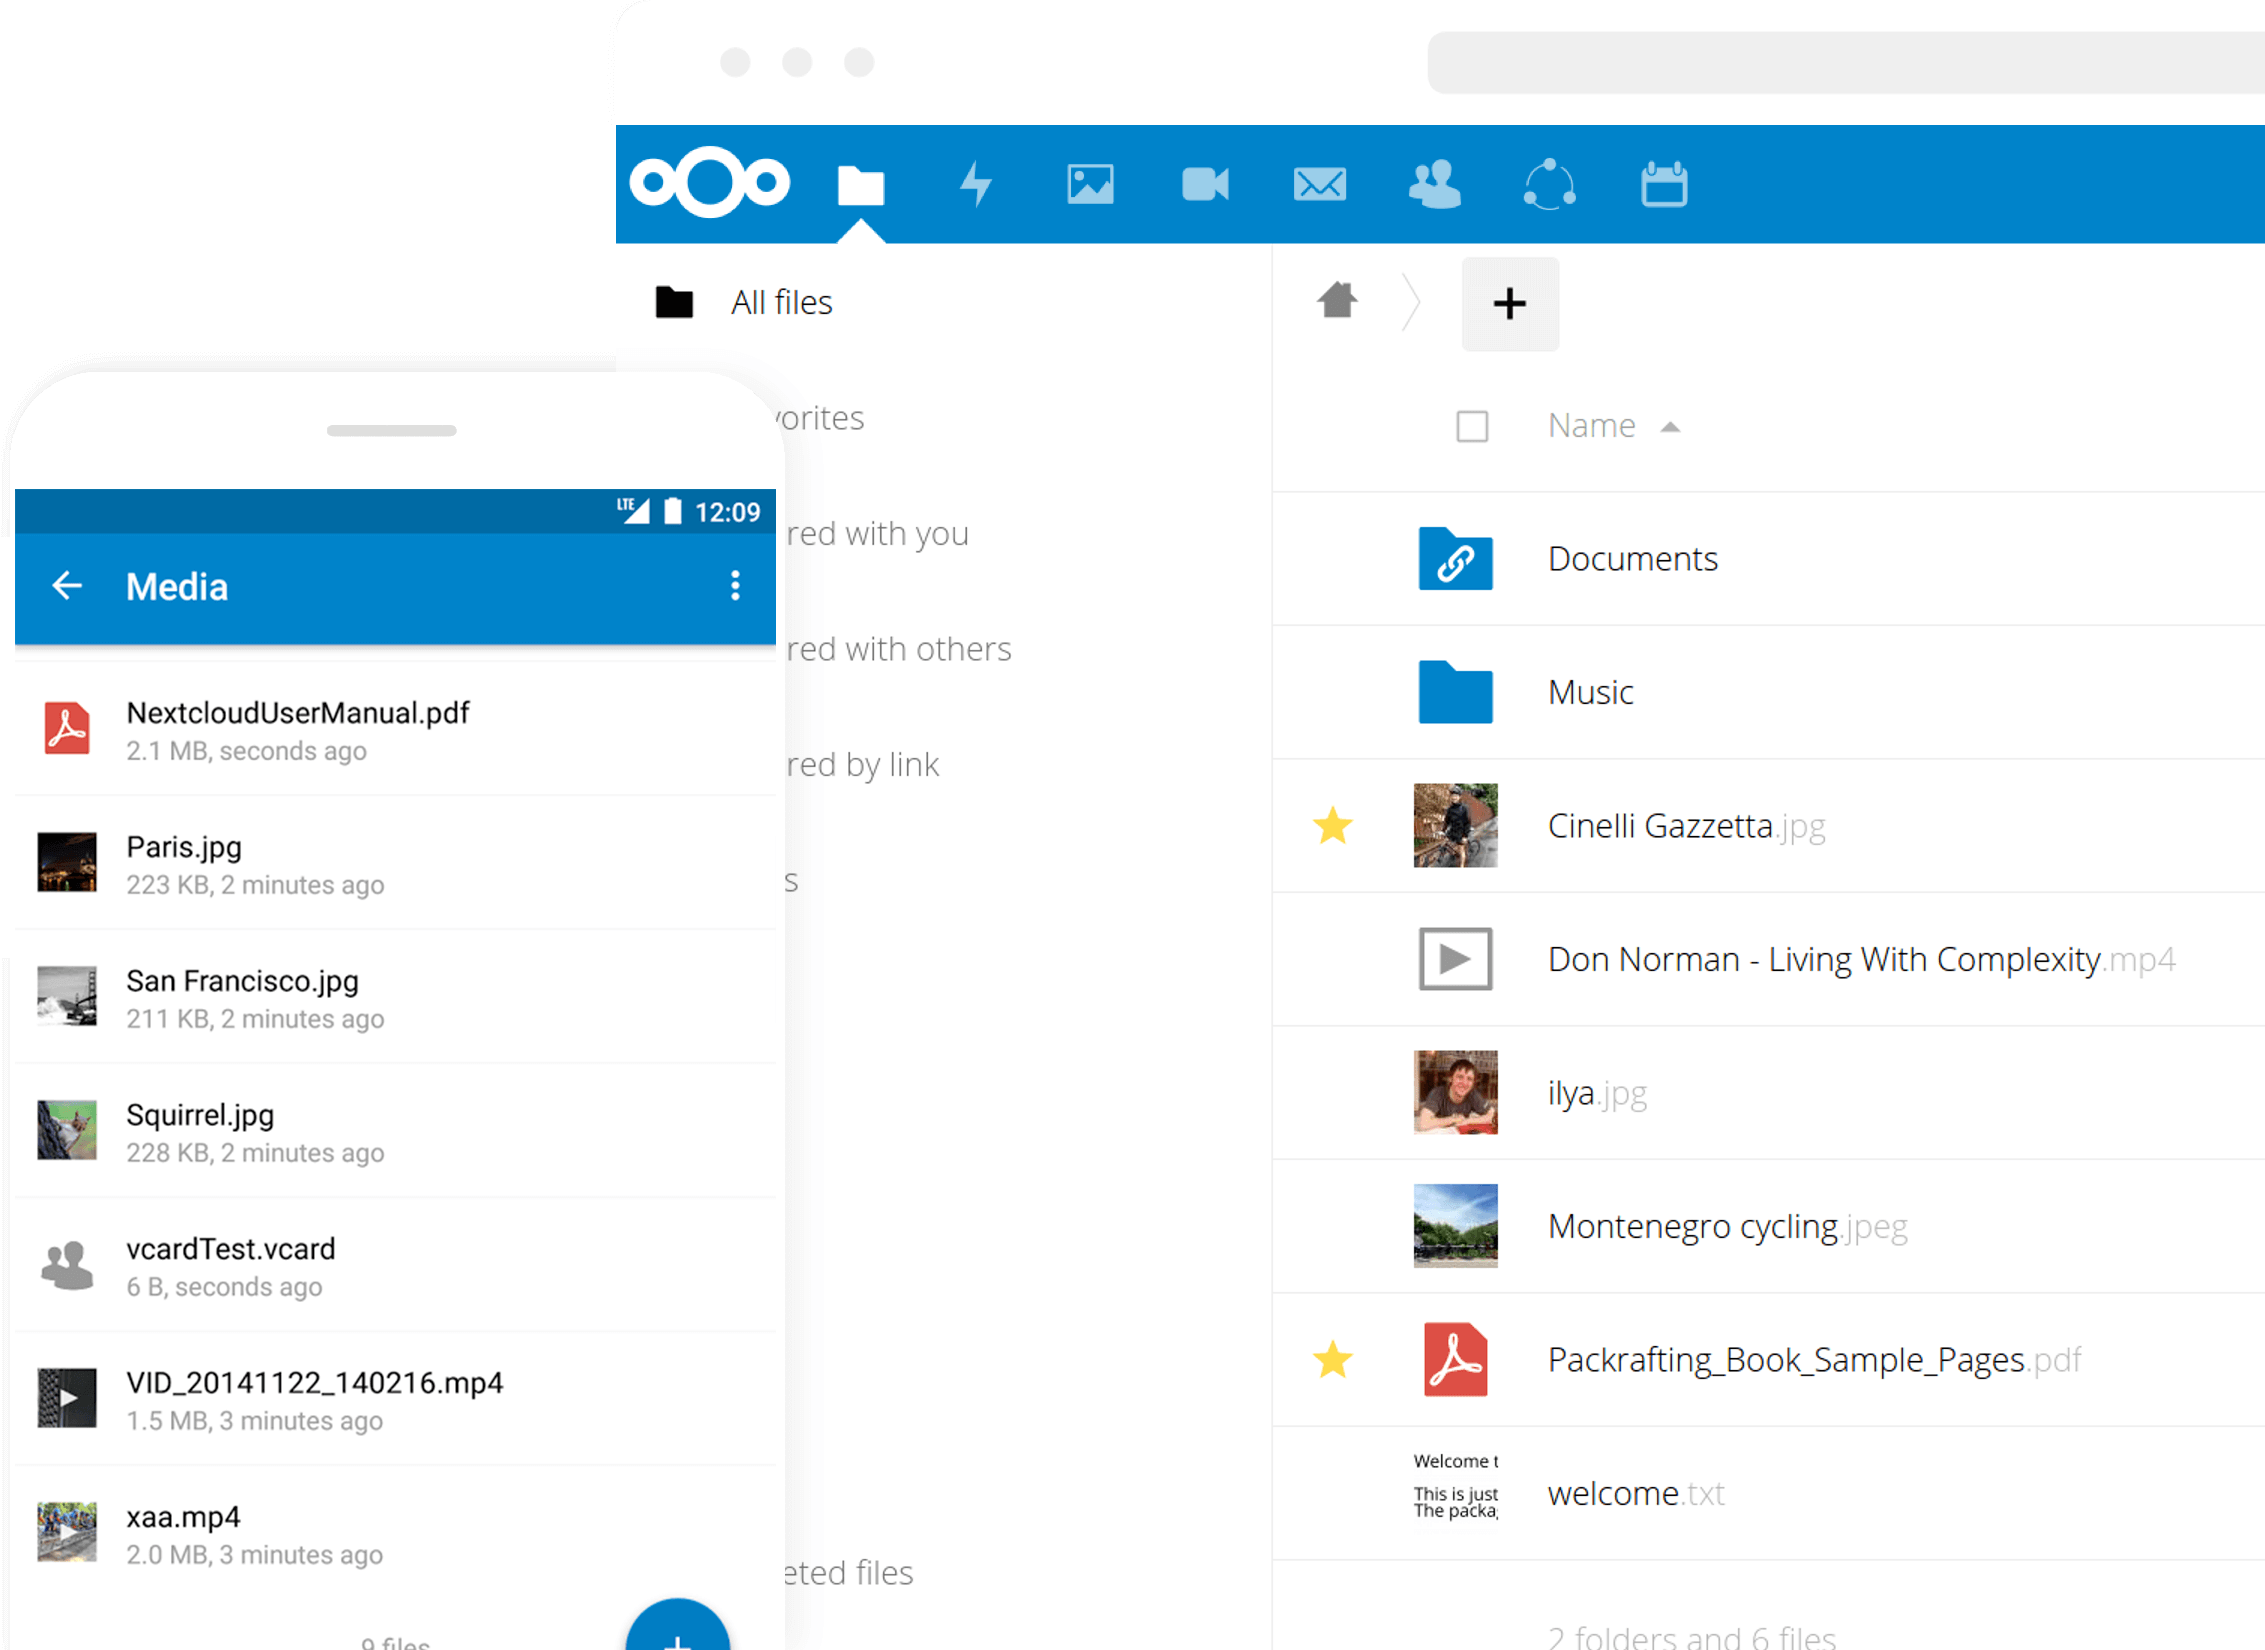 All files
vorites
red with you
red with others
red by link
s
eted files
Name
Documents
Music
Cinelli Gazzetta.jpg
Don Norman - Living With Complexity.mp4
ilya.jpg
Montenegro cycling.jpeg
Packrafting_Book_Sample_Pages.pdf
Welcome t
This is just
The packa
welcome.txt
2 folders and 6 files
LTE 12:09
Media
NextcloudUserManual.pdf
2.1 MB, seconds ago
Paris.jpg
223 KB, 2 minutes ago
San Francisco.jpg
211 KB, 2 minutes ago
Squirrel.jpg
228 KB, 2 minutes ago
vcardTest.vcard
6 B, seconds ago
VID_20141122_140216.mp4
1.5 MB, 3 minutes ago
xaa.mp4
2.0 MB, 3 minutes ago
9 files